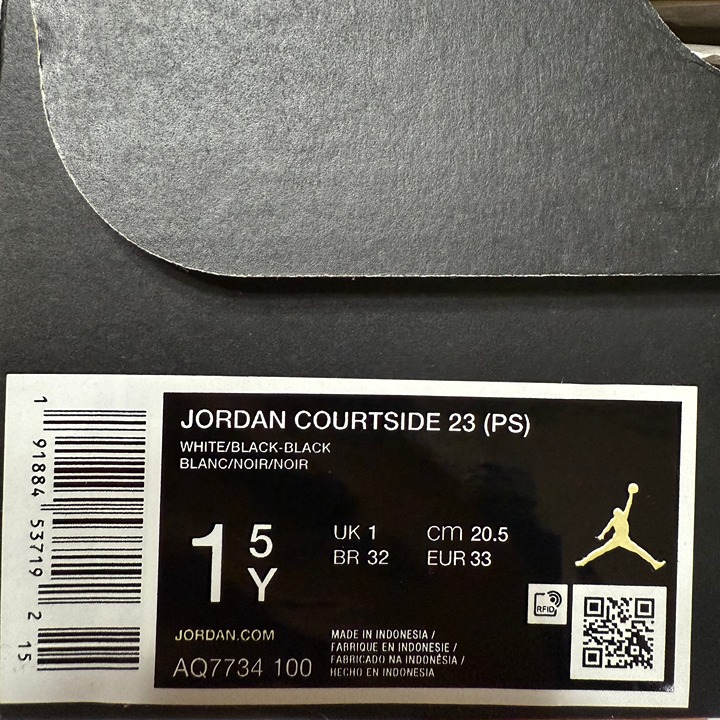 JORDAN COURTSIDE 23 (PS)
WHITE/BLACK-BLACK
BLANC/NOIR/NOIR
1 5 Y
UK 1 cm 20.5
BR 32 EUR 33
RFID
JORDAN.COM
AQ7734 100
MADE IN INDONESIA /
FABRIQUE EN INDONESIE /
FABRICADO NA INDONÉSIA /
HECHO EN INDONESIA
1 91884 53719 2 15